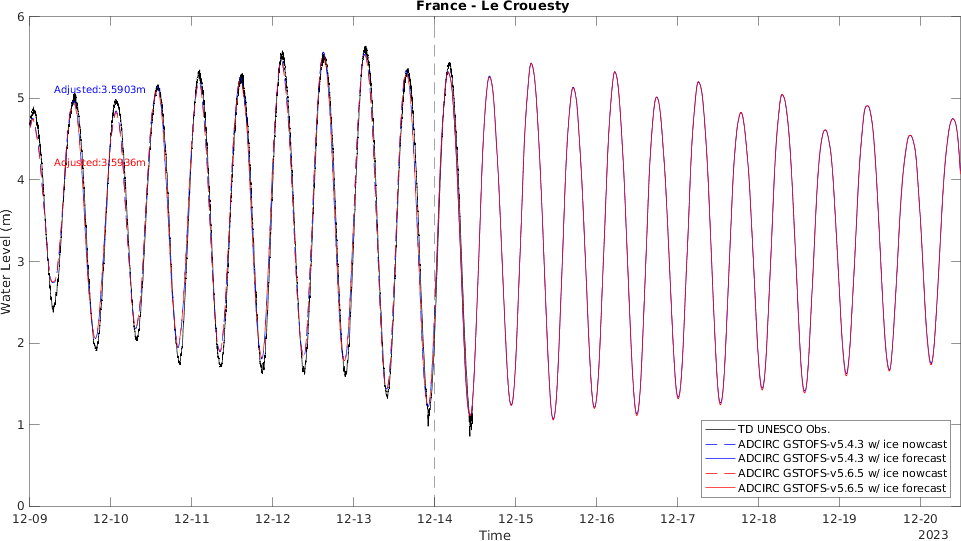 France - Le Crouesty
6
5
4
3
2
1
0
Water Level (m)
Adjusted:3.5903m
Adjusted:3.5936m
TD UNESCO Obs.
ADCIRC GSTOFS-v5.4.3 w/ ice nowcast
ADCIRC GSTOFS-v5.4.3 w/ ice forecast
ADCIRC GSTOFS-v5.6.5 w/ ice nowcast
ADCIRC GSTOFS-v5.6.5 w/ ice forecast
12-09 12-10 12-11 12-12 12-13 12-14 12-15 12-16 12-17 12-18 12-19 12-20
Time
2023